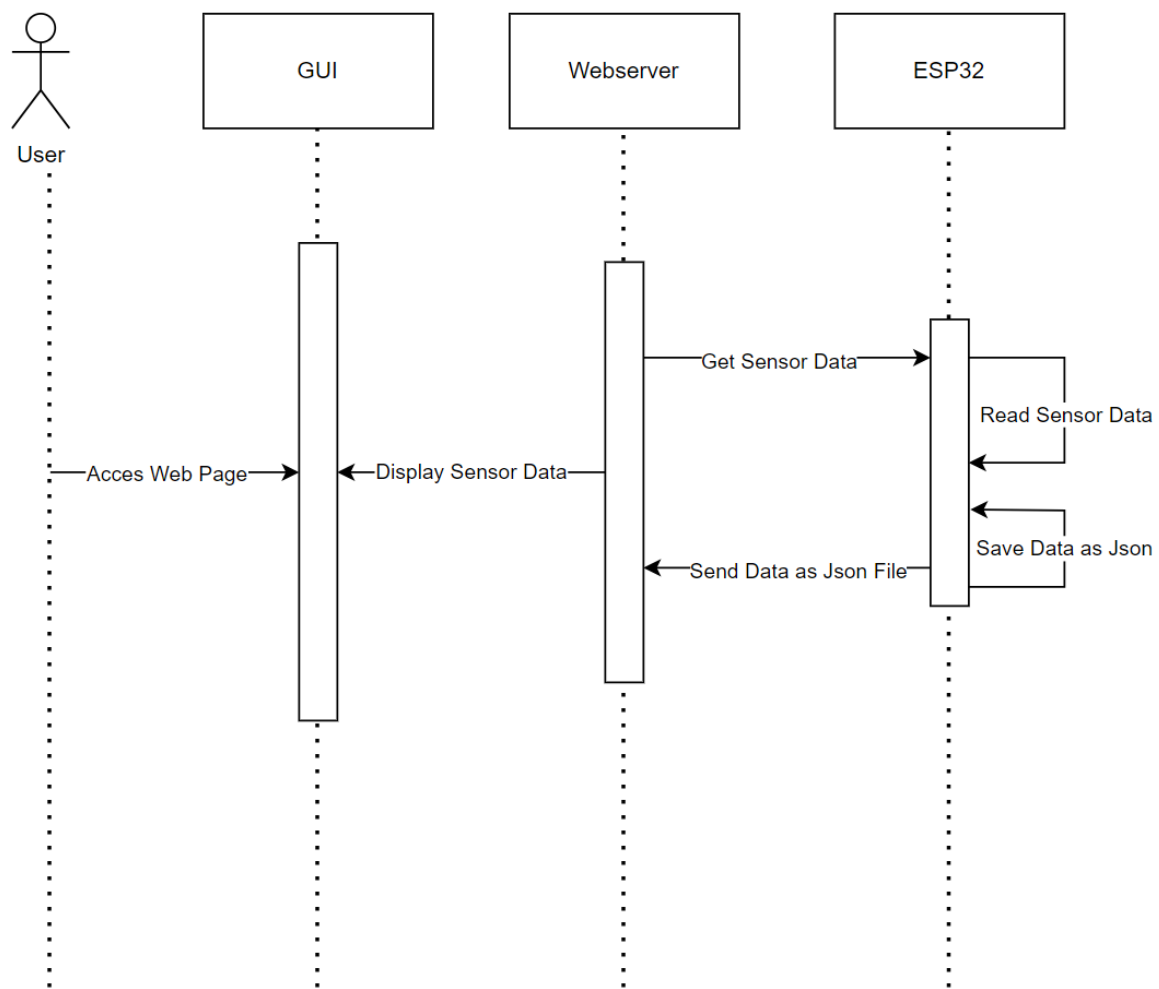 User
GUI
Webserver
ESP32
Get Sensor Data
Read Sensor Data
Acces Web Page
Display Sensor Data
Save Data as Json
Send Data as Json File